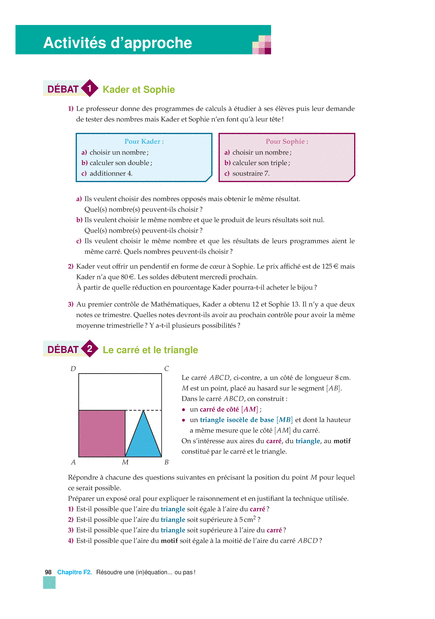 Activités d'approche
DÉBAT 1 Kader et Sophie
1) Le professeur donne des programmes de calculs à étudier à ses élèves puis leur demande
de tester des nombres mais Kader et Sophie n'en font qu'à leur tête !
Pour Kader :
a) choisir un nombre ;
b) calculer son double ;
c) additionner 4.
Pour Sophie :
a) choisir un nombre ;
b) calculer son triple ;
c) soustraire 7.
a) Ils veulent choisir des nombres opposés mais obtenir le même résultat.
Quel(s) nombre(s) peuvent-ils choisir ?
b) Ils veulent choisir le même nombre et que le produit de leurs résultats soit nul.
Quel(s) nombre(s) peuvent-ils choisir ?
c) Ils veulent choisir le même nombre et que les résultats de leurs programmes aient le
même carré. Quels nombres peuvent-ils choisir ?
2) Kader veut offrir un pendentif en forme de cœur à Sophie. Le prix affiché est de 125 € mais
Kader n'a que 80 €. Les soldes débutent mercredi prochain.
À partir de quelle réduction en pourcentage Kader pourra-t-il acheter le bijou ?
3) Au premier contrôle de Mathématiques, Kader a obtenu 12 et Sophie 13. Il n'y a que deux
notes ce trimestre. Quelles notes devront-ils avoir au prochain contrôle pour avoir la même
moyenne trimestrielle ? Y a-t-il plusieurs possibilités ?
DÉBAT 2 Le carré et le triangle
D C
A M B
Le carré ABCD, ci-contre, a un côté de longueur 8 cm.
M est un point, placé au hasard sur le segment [AB].
Dans le carré ABCD, on construit :
• un carré de côté [AM] ;
• un triangle isocèle de base [MB] et dont la hauteur
a même mesure que le côté [AM] du carré.
On s'intéresse aux aires du carré, du triangle, au motif
constitué par le carré et le triangle.
Répondre à chacune des questions suivantes en précisant la position du point M pour lequel
ce serait possible.
Préparer un exposé oral pour expliquer le raisonnement et en justifiant la technique utilisée.
1) Est-il possible que l'aire du triangle soit égale à l'aire du carré ?
2) Est-il possible que l'aire du triangle soit supérieure à 5 cm² ?
3) Est-il possible que l'aire du triangle soit supérieure à l'aire du carré ?
4) Est-il possible que l'aire du motif soit égale à la moitié de l'aire du carré ABCD ?
98 Chapitre F2. Résoudre une (in)équation... ou pas !